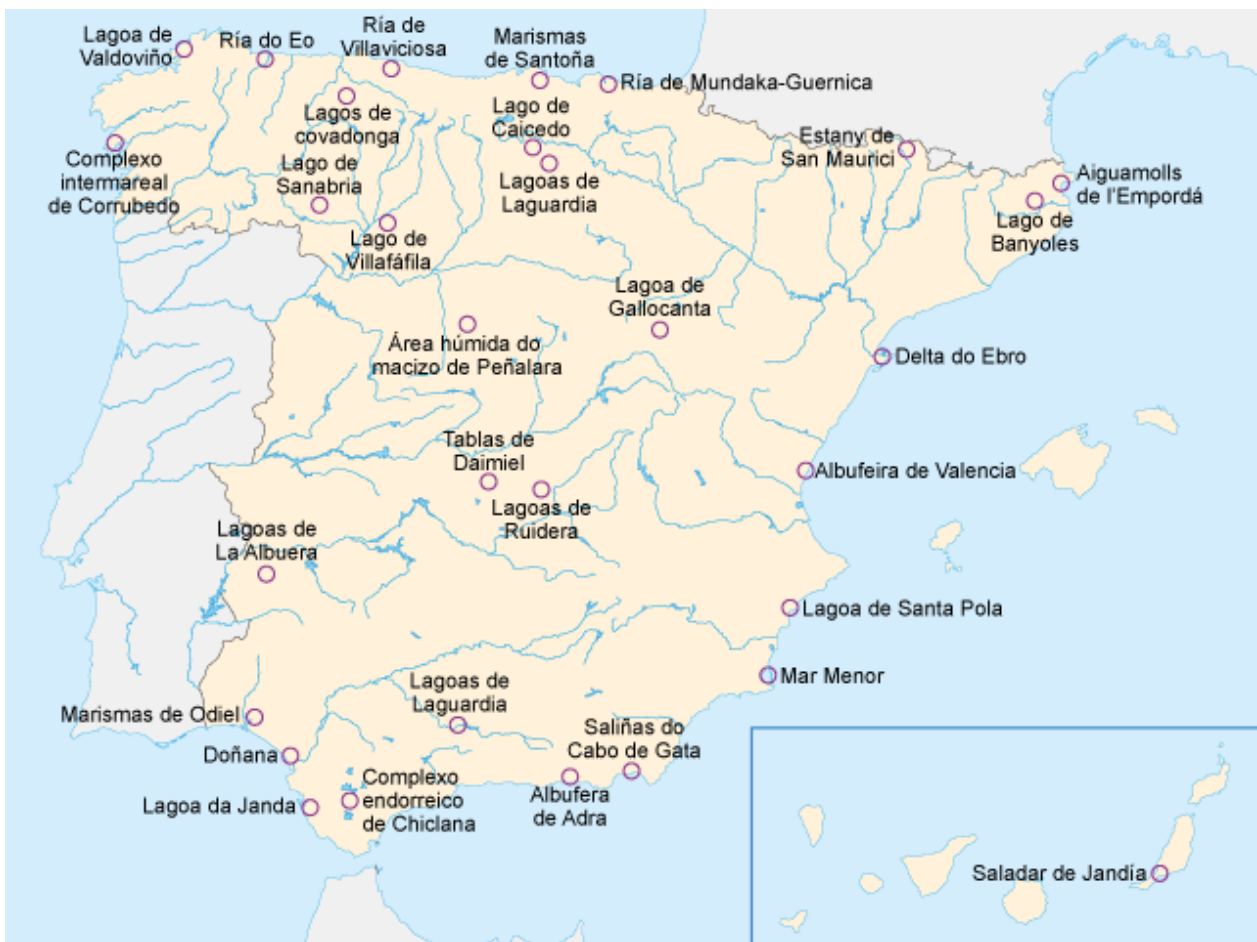 Lagoa de
Valdoviño
Ría do Eo
Ría de
Villaviciosa
Marismas
de Santoña
Ría de Mundaka-Guernica
Lagos de
covadonga
Lago de
Caicedo
Estany de
San Maurici
Complexo
intermareal
de Corrubedo
Lago de
Sanabria
Lagoas de
Laguardia
Aiguamolls
de l'Empordá
Lago de
Villafáfila
Lago de
Banyoles
Lagoa de
Gallocanta
Área húmida do
macizo de Peñalara
Delta do Ebro
Tablas de
Daimiel
Albufeira de Valencia
Lagoas de
Ruidera
Lagoas de
La Albuera
Lagoa de Santa Pola
Mar Menor
Lagoas de
Laguardia
Marismas de Odiel
Saliñas do
Cabo de Gata
Doñana
Complexo
endorreico
de Chiclana
Lagoa da Janda
Albufera
de Adra
Saladar de Jandía